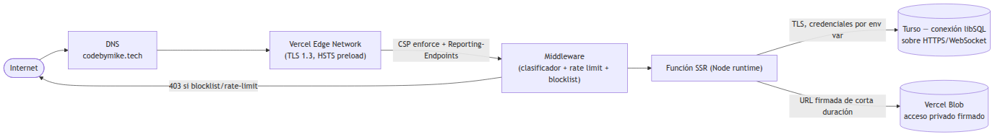 Internet
DNS
codebymike.tech
Vercel Edge Network
(TLS 1.3, HSTS preload)
CSP enforce + Reporting-
Endpoints
403 si blocklist/rate-limit
Middleware
(clasificador + rate limit +
blocklist)
Función SSR (Node runtime)
TLS, credenciales por env
var
Turso — conexión libSQL
sobre HTTPS/WebSocket
URL firmada de corta
duración
Vercel Blob
acceso privado firmado